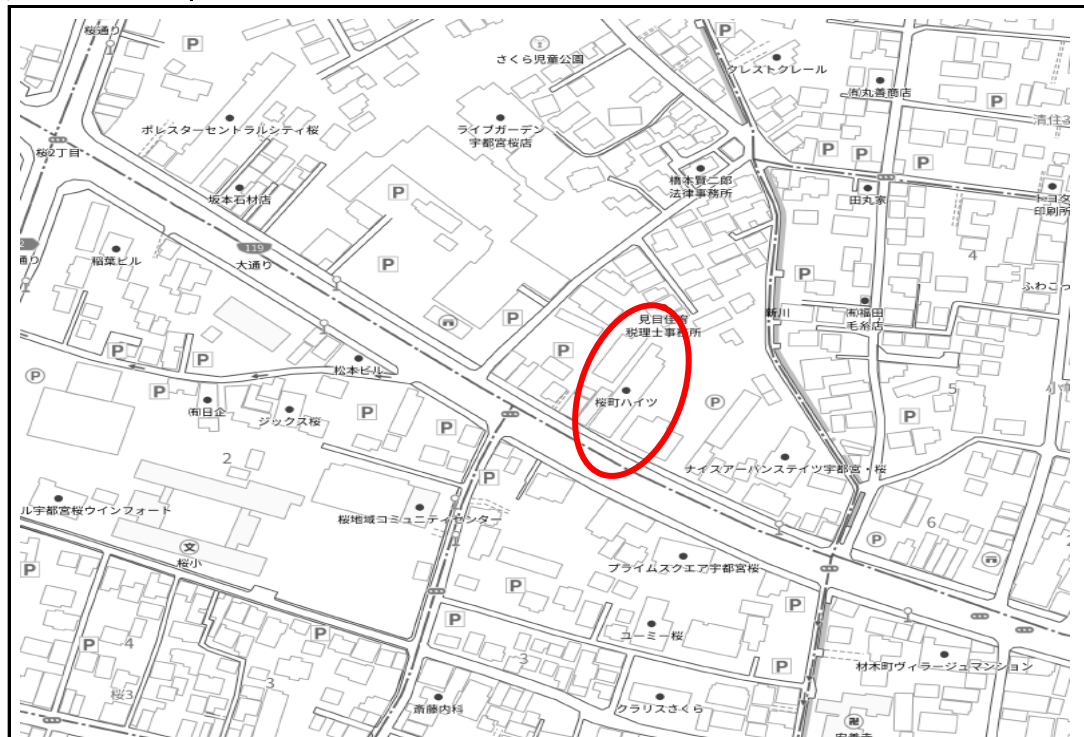 桜通り
P
さくら児童公園
P
クレストクレール
㈲丸善商店
P
清住3
ポレスターセントラルシティ桜
ライブガーデン
宇都宮桜店
桜2丁目
P
P
P
橋本賢二郎
法律事務所
坂本石材店
P
田丸家
トヨタ
印刷所
119
大通り
稲葉ビル
通り
P
P
4
ふわこっ
見目佳宥
税理士事務所
新川
㈲福田
毛糸店
P
P
P
松本ビル
P
P
P
桜町ハイツ
P
5
㈲日企
ジックス桜
2
P
ナイスアーバンステイツ宇都宮・桜
ル宇都宮桜ウインフォート
桜地域コミュニティセンター
6
P
文
桜小
プライムスクエア宇都宮桜
P
P
P
P
P
ユーミー桜
4
3
P
材木町ヴィラージュマンション
桜3
3
斎藤内科
クラリスさくら